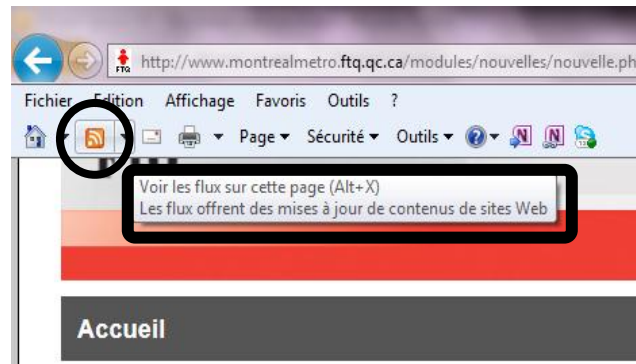 FTQ http://www.montrealmetro.ftq.qc.ca/modules/nouvelles/nouvelle.ph
Fichier Edition Affichage Favoris Outils ?
Page Sécurité Outils ?
Voir les flux sur cette page (Alt+X)
Les flux offrent des mises à jour de contenus de sites Web
Accueil